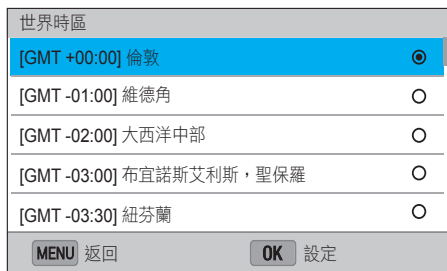 世界時區
[GMT +00:00] 倫敦
[GMT -01:00] 維德角
[GMT -02:00] 大西洋中部
[GMT -03:00] 布宜諾斯艾利斯，聖保羅
[GMT -03:30] 紐芬蘭
MENU 返回 OK 設定